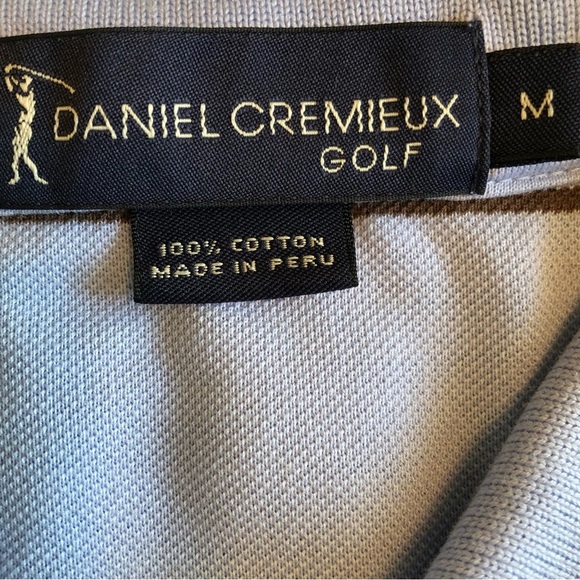 DANIEL CREMIEUX
GOLF
M
100% COTTON
MADE IN PERU